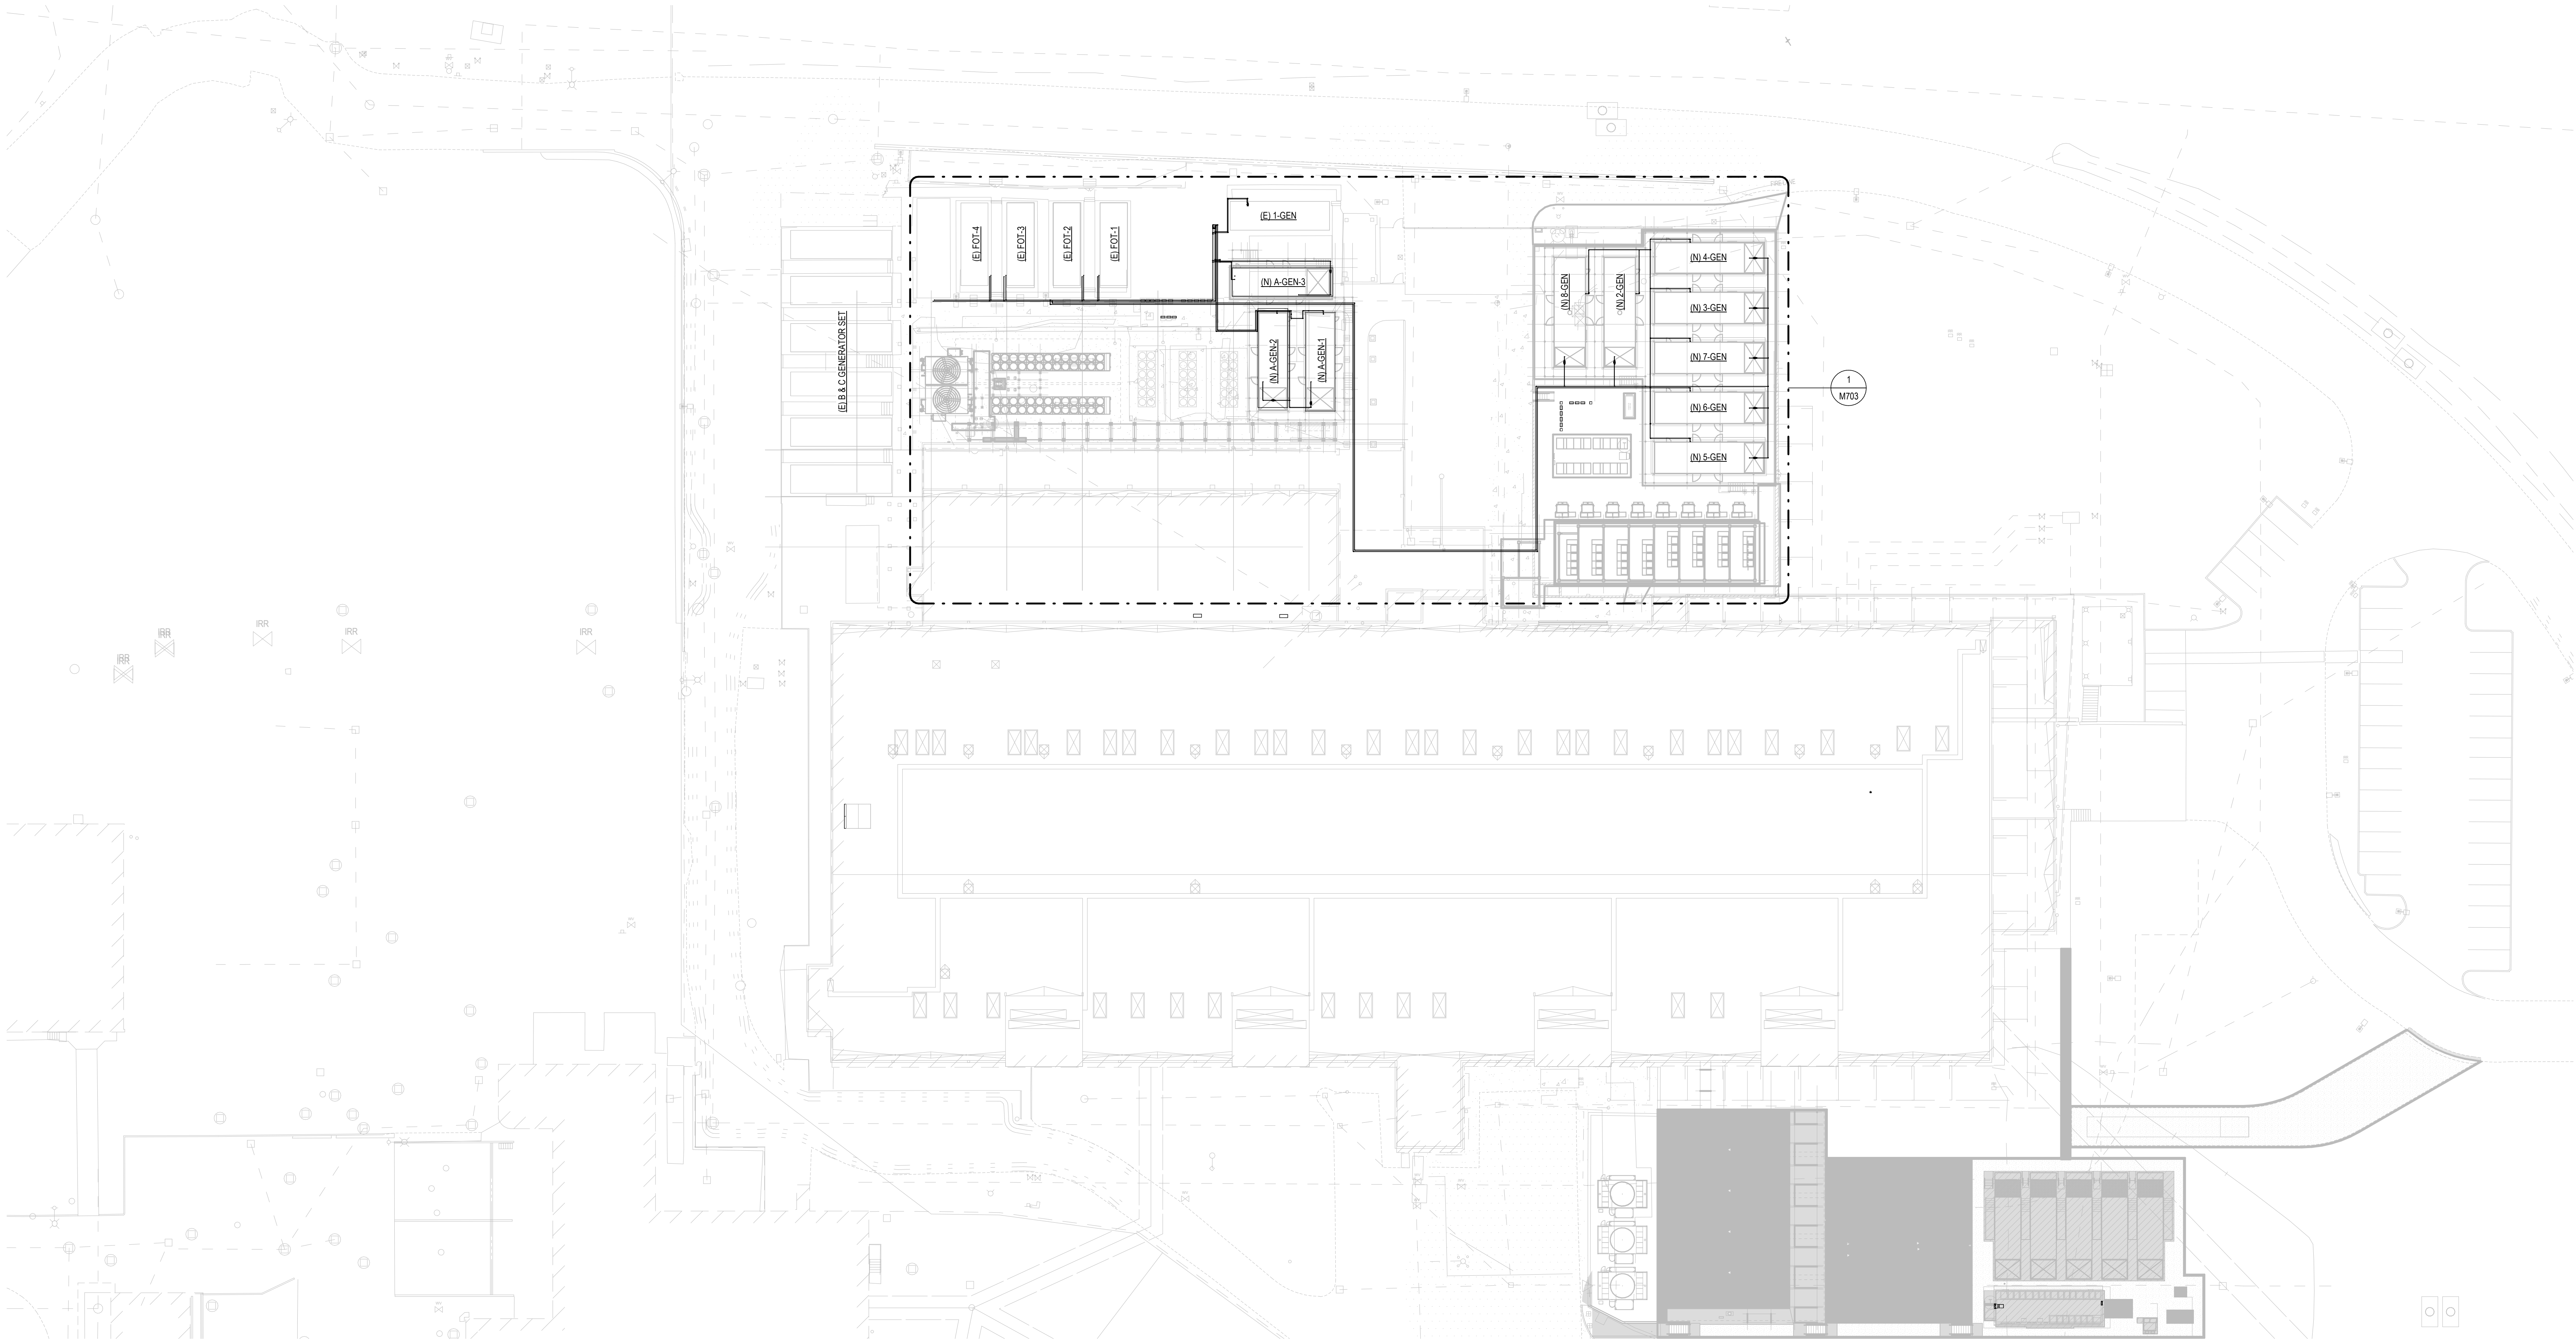 (E) FOT-4
(E) FOT-3
(E) FOT-2
(E) FOT-1
(E) 1-GEN
(N) A-GEN-3
(N) A-GEN-2
(N) A-GEN-1
(E) B & C GENERATOR SET
(N) 8-GEN
(N) 2-GEN
(N) 4-GEN
(N) 3-GEN
(N) 7-GEN
(N) 6-GEN
(N) 5-GEN
1
M703
IRR
IRR
IRR
IRR
IRR